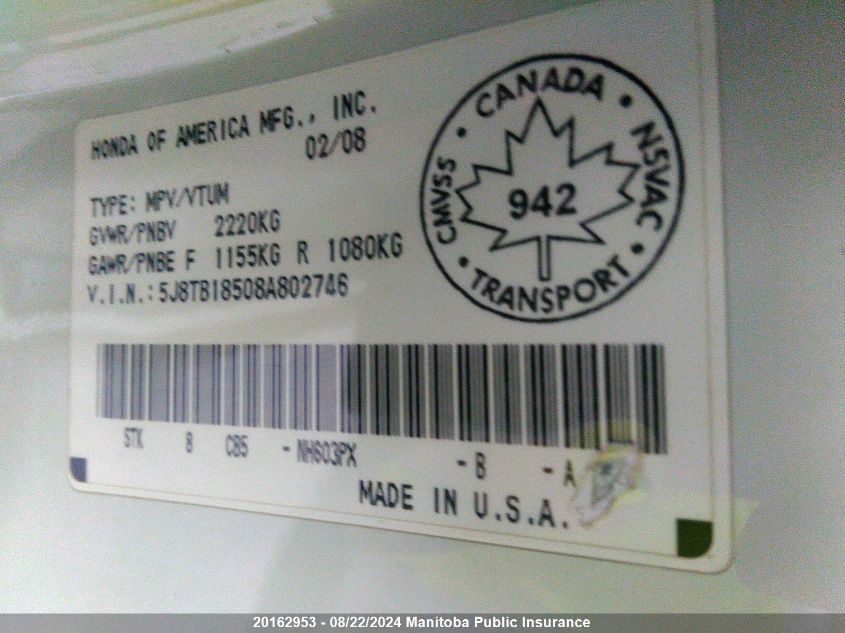 HONDA OF AMERICA MFG., INC.
02/08
TYPE: MPV/VTUM
GVWR/PNBV 2220KG
GAWR/PNBE F 1155KG R 1080KG
V.I.N.: 5J8TB18508A802746
CANADA • NSVAC • TRANSPORT • CMVSS •
942
STK 8 CB5 - NH603PX - B - A
MADE IN U.S.A.
20162953 - 08/22/2024 Manitoba Public Insurance